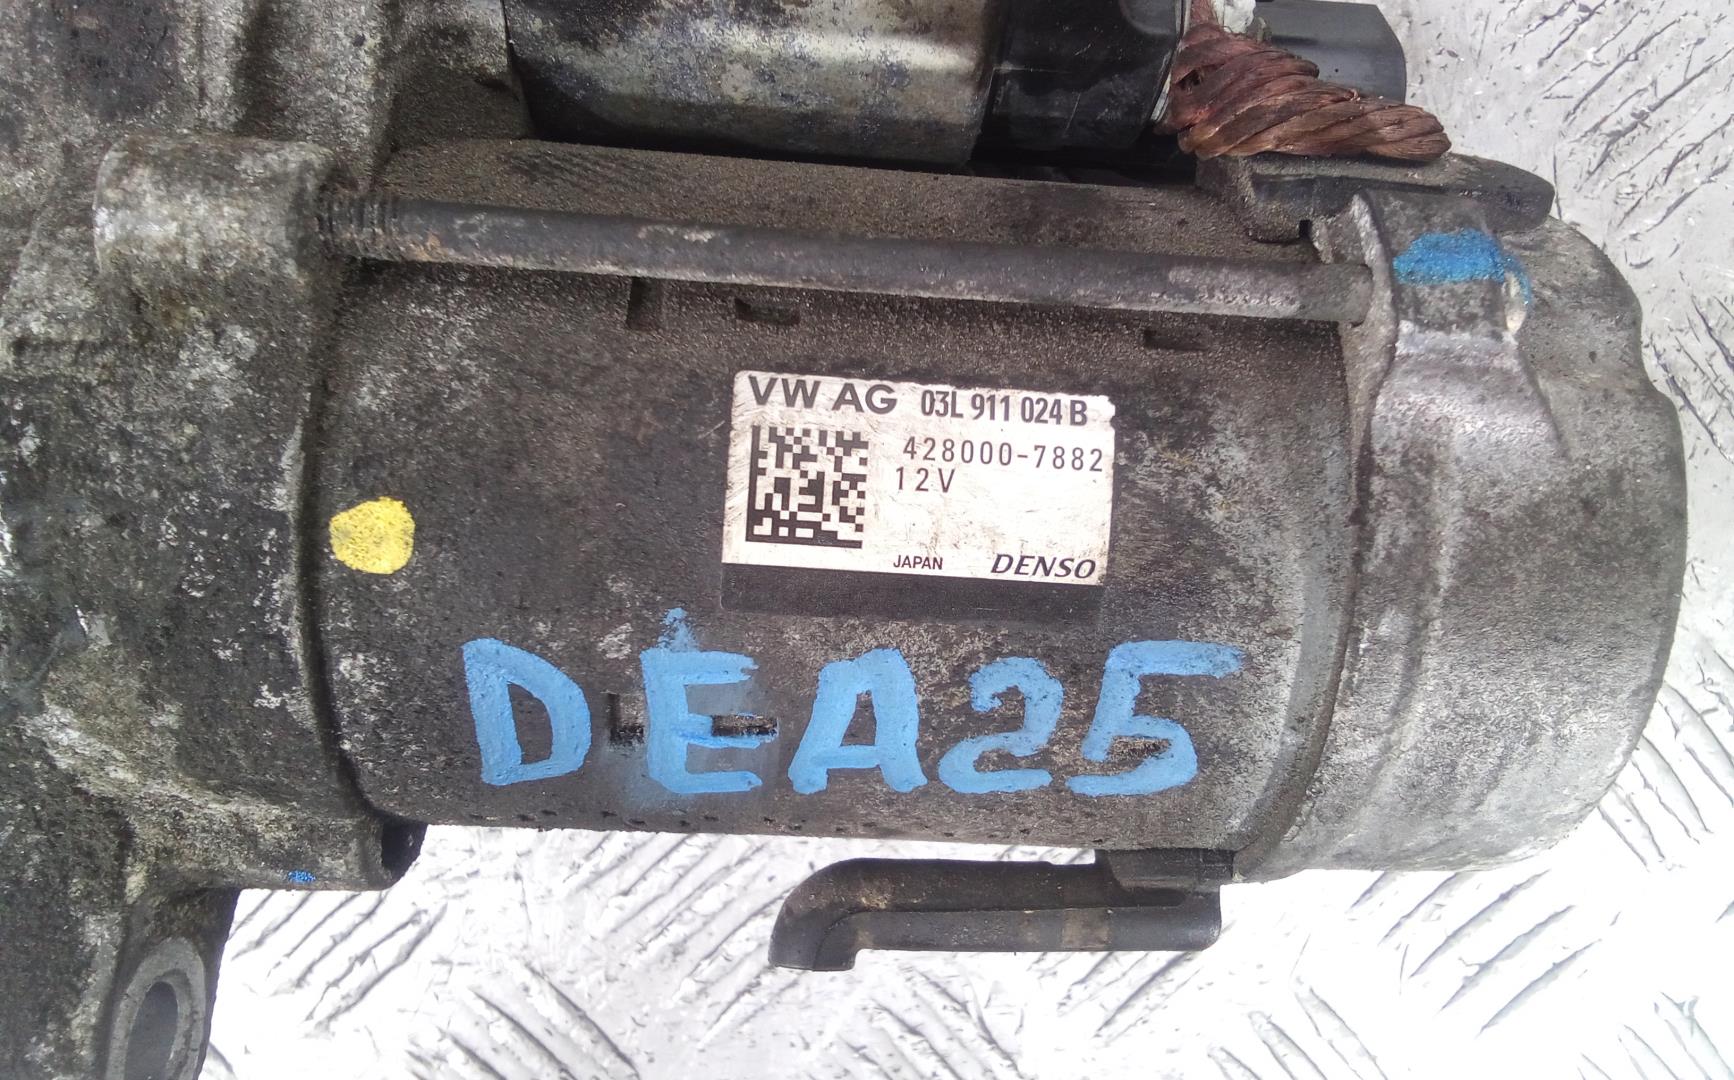 VW AG 03L 911 024 B
428000-7882
12V
JAPAN DENSO
DEA25